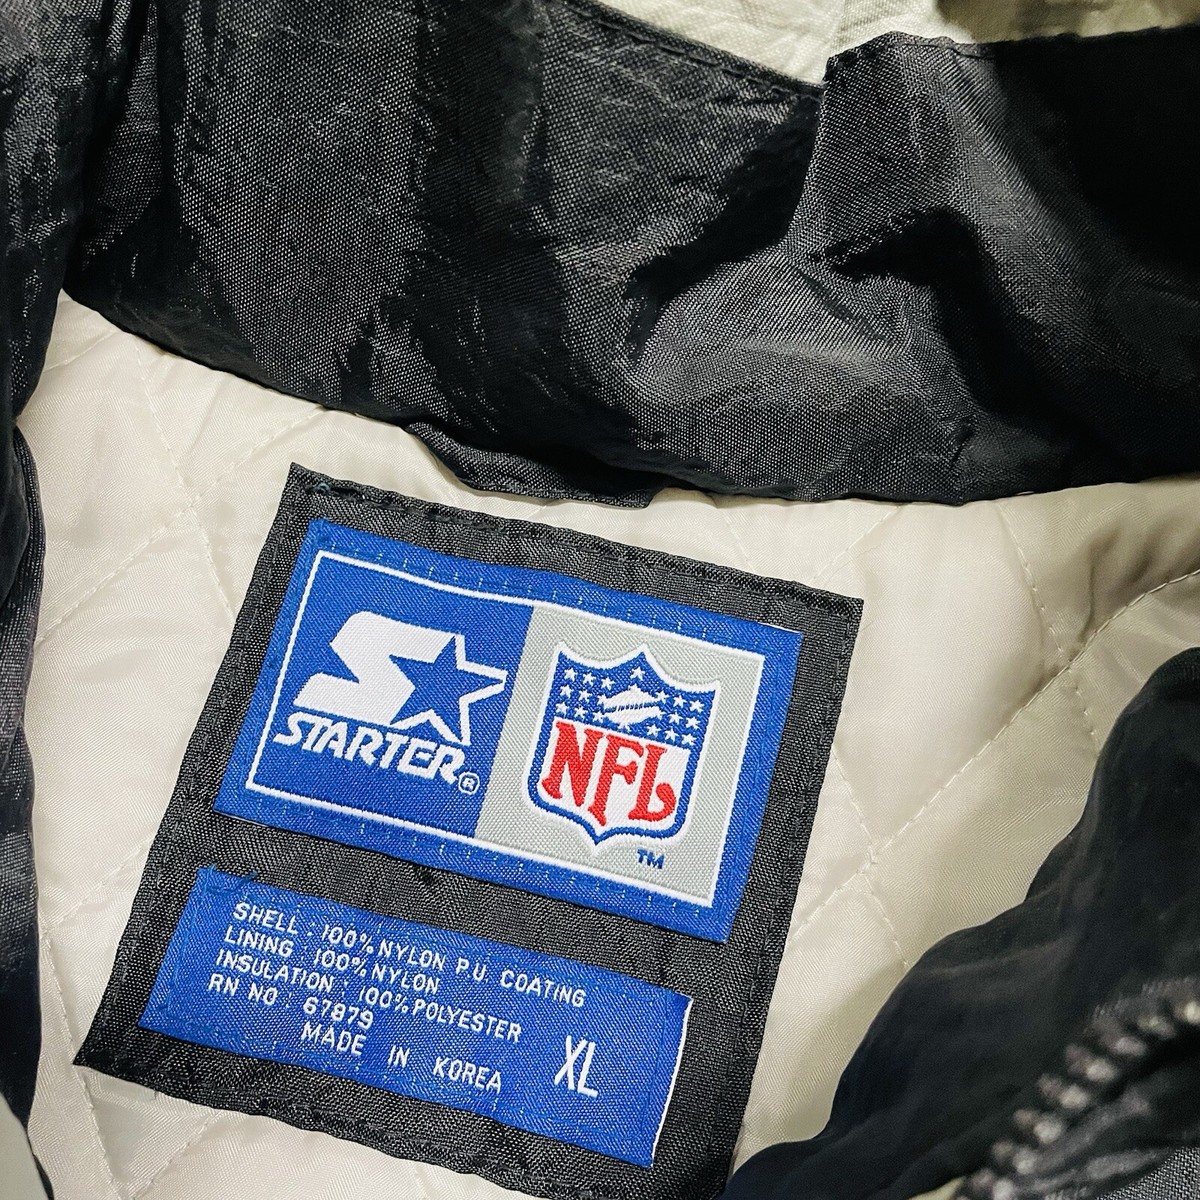 STARTER®
NFL
TM
SHELL : 100% NYLON P.U. COATING
LINING : 100% NYLON
INSULATION : 100% POLYESTER
RN NO : 67879
MADE IN KOREA
XL